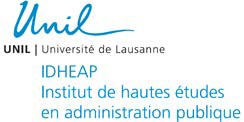 Unil
UNIL | Université de Lausanne
IDHEAP
Institut de hautes études
en administration publique